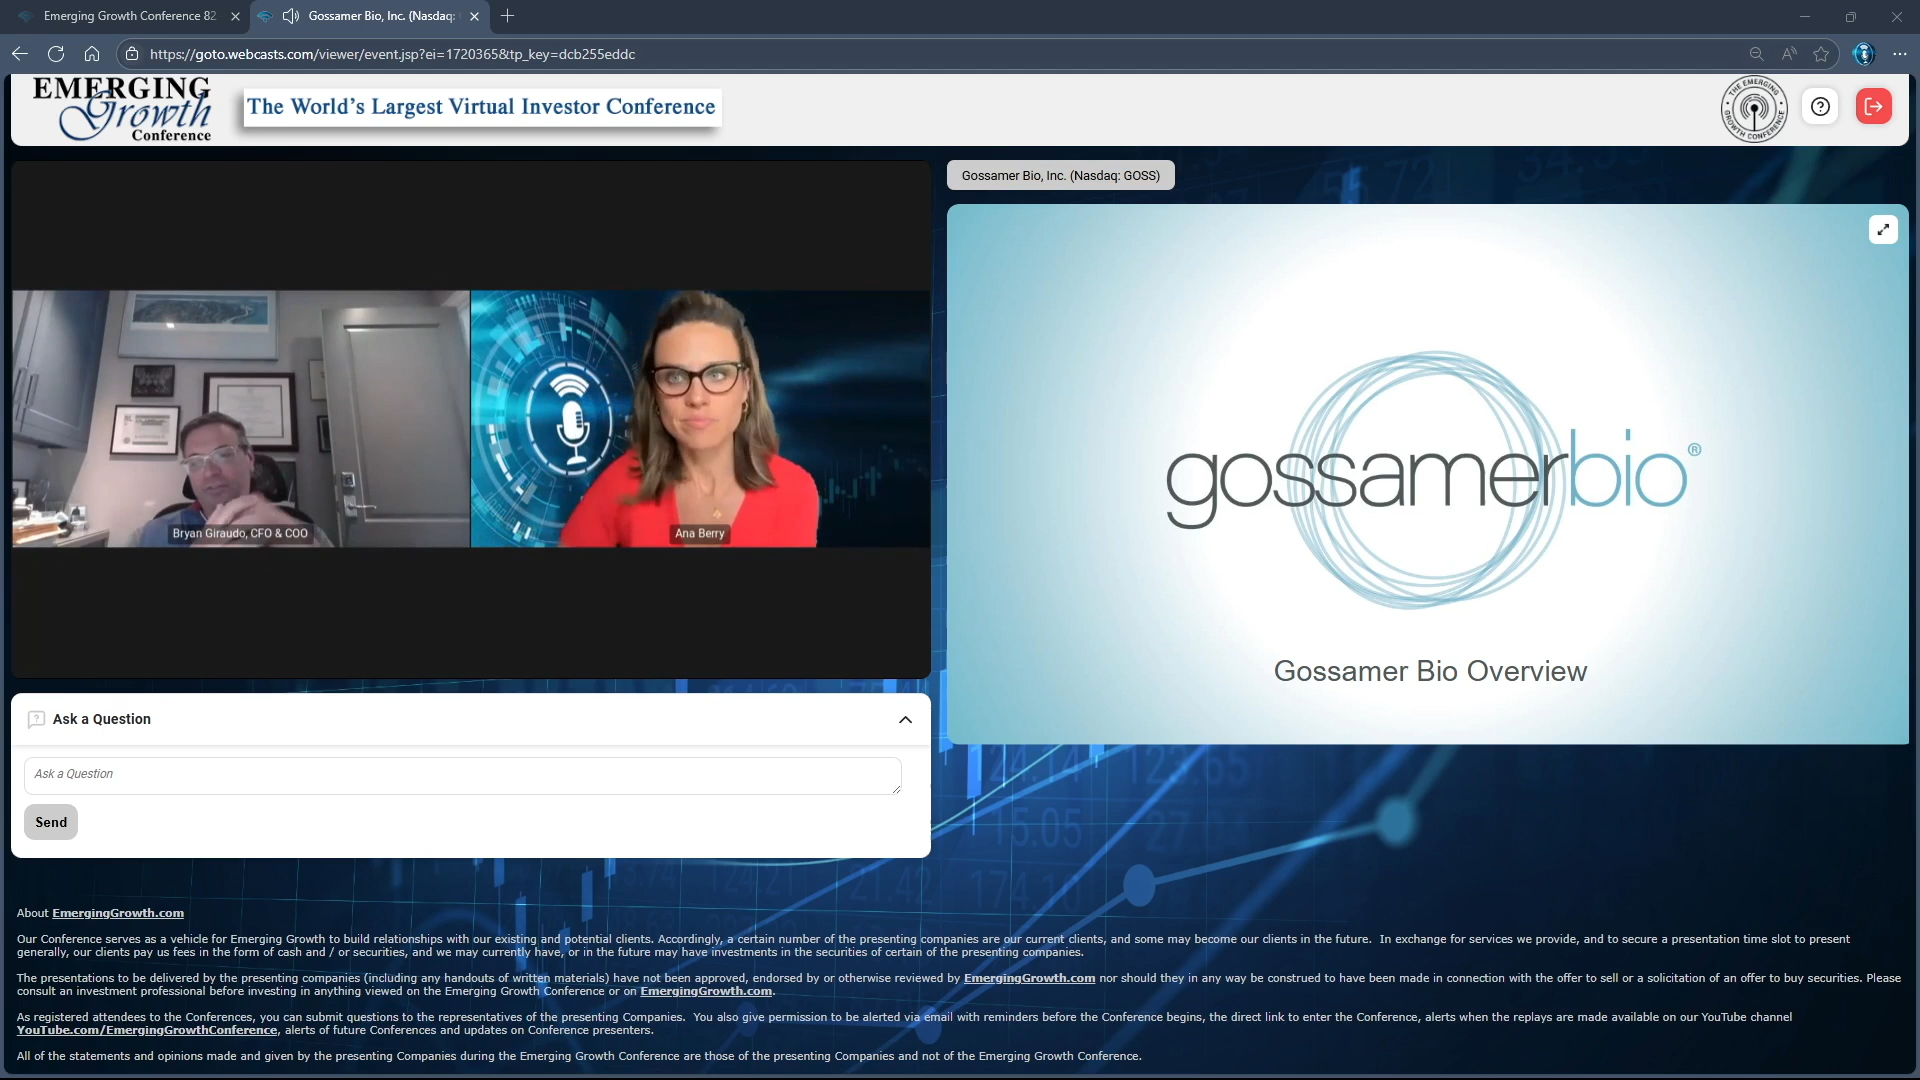 Emerging Growth Conference 82
Gossamer Bio, Inc. (Nasdaq:
https://goto.webcasts.com/viewer/event.jsp?ei=1720365&tp_key=dcb255eddc
EMERGING
Growth
Conference
The World's Largest Virtual Investor Conference
THE EMERGING
GROWTH CONFERENCE
Gossamer Bio, Inc. (Nasdaq: GOSS)
gossamerbio®
Gossamer Bio Overview
Bryan Giraudo, CFO & COO
Ana Berry
Ask a Question
Ask a Question
Send
About EmergingGrowth.com
Our Conference serves as a vehicle for Emerging Growth to build relationships with our existing and potential clients. Accordingly, a certain number of the presenting companies are our current clients, and some may become our clients in the future. In exchange for services we provide, and to secure a presentation time slot to present
generally, our clients pay us fees in the form of cash and / or securities, and we may currently have, or in the future may have investments in the securities of certain of the presenting companies.
The presentations to be delivered by the presenting companies (including any handouts of written materials) have not been approved, endorsed by or otherwise reviewed by EmergingGrowth.com nor should they in any way be construed to have been made in connection with the offer to sell or a solicitation of an offer to buy securities. Please
consult an investment professional before investing in anything viewed on the Emerging Growth Conference or on EmergingGrowth.com.
As registered attendees to the Conferences, you can submit questions to the representatives of the presenting Companies. You also give permission to be alerted via email with reminders before the Conference begins, the direct link to enter the Conference, alerts when the replays are made available on our YouTube channel
YouTube.com/EmergingGrowthConference, alerts of future Conferences and updates on Conference presenters.
All of the statements and opinions made and given by the presenting Companies during the Emerging Growth Conference are those of the presenting Companies and not of the Emerging Growth Conference.